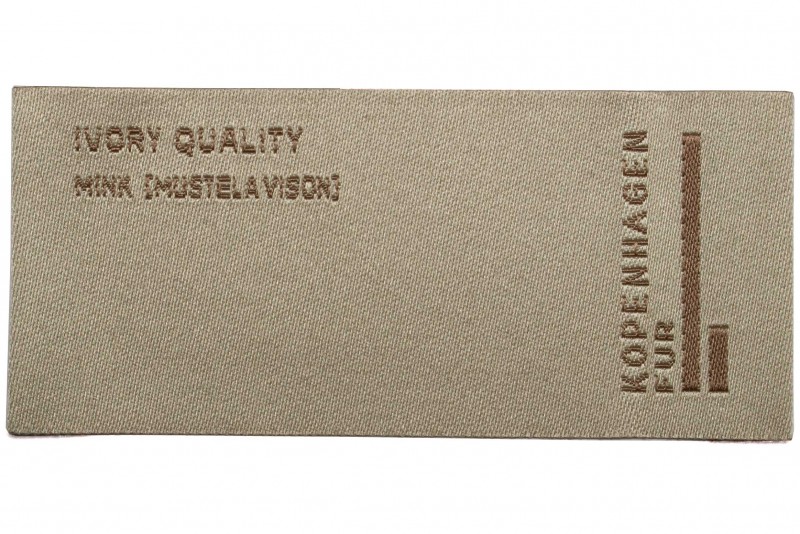 IVORY QUALITY
MINK [MUSTELA VISON]
KOPENHAGEN
FUR